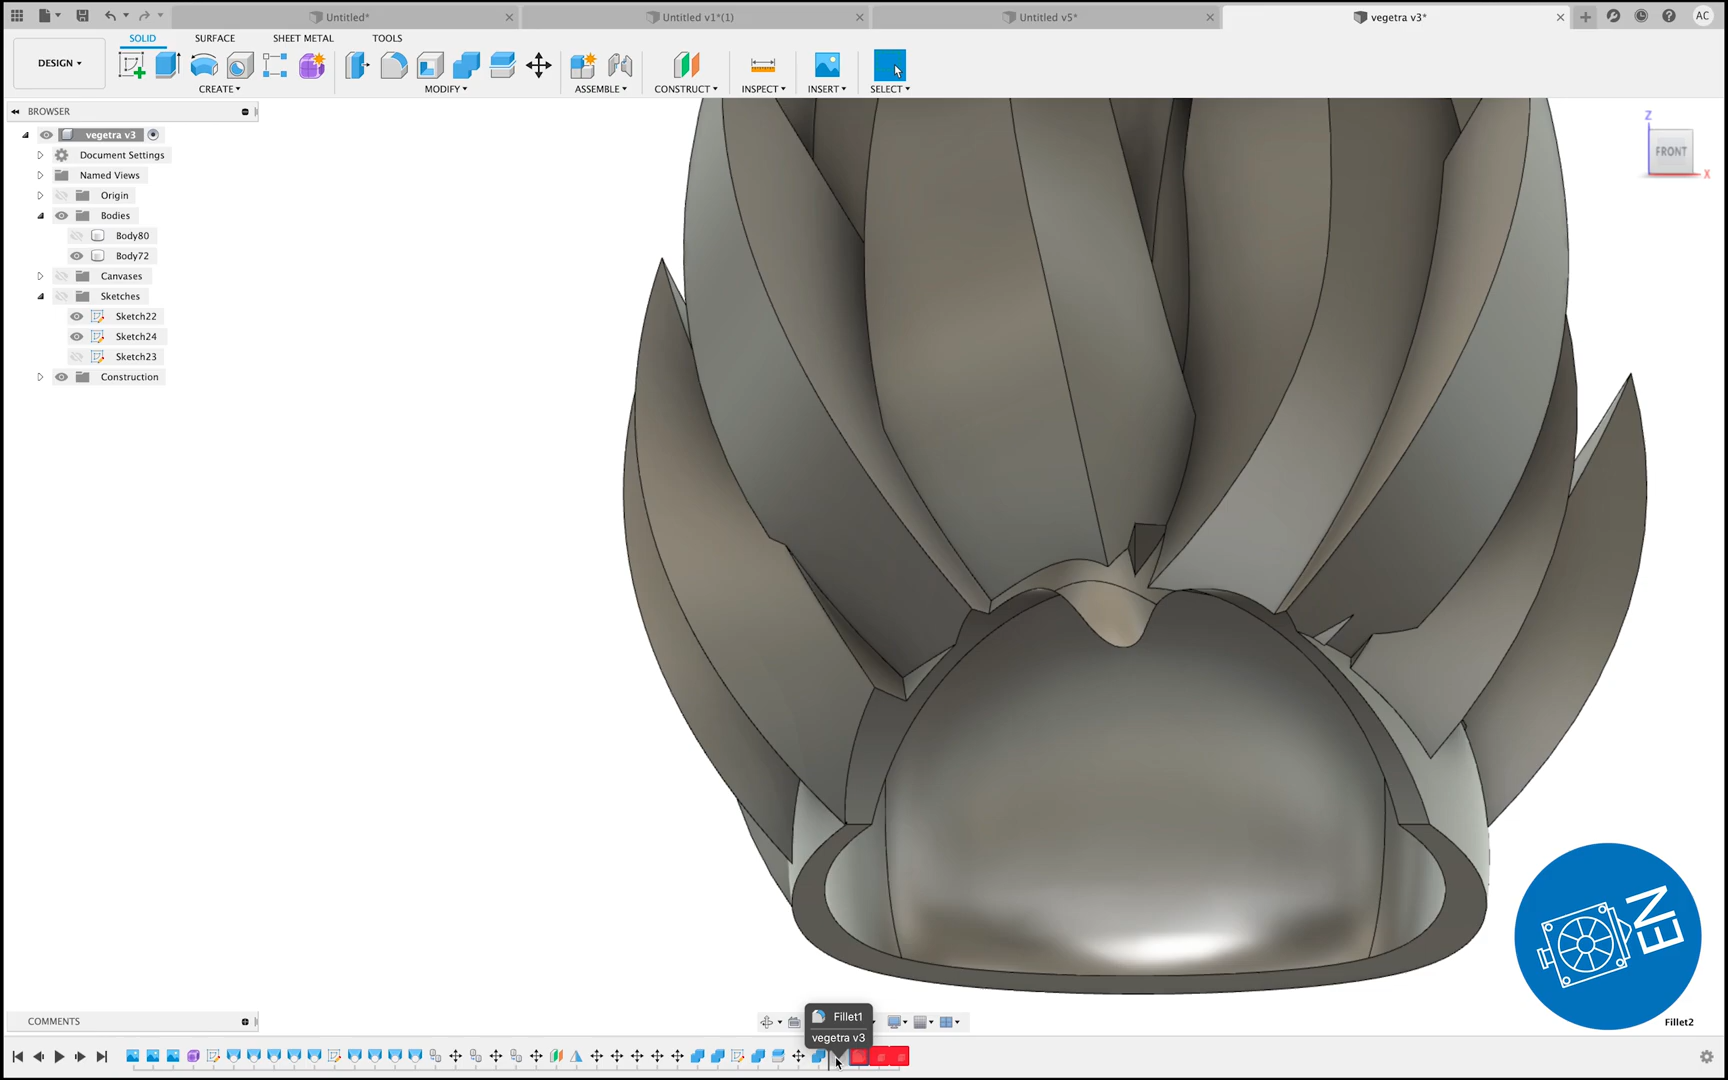 Untitled*
Untitled v1*(1)
Untitled v5*
vegetra v3*
AC
DESIGN
SOLID
SURFACE
SHEET METAL
TOOLS
CREATE
MODIFY
ASSEMBLE
CONSTRUCT
INSPECT
INSERT
SELECT
BROWSER
vegetra v3
Document Settings
Named Views
Origin
Bodies
Body80
Body72
Canvases
Sketches
Sketch22
Sketch24
Sketch23
Construction
Z
FRONT
X
EN
COMMENTS
Fillet1
vegetra v3
Fillet2